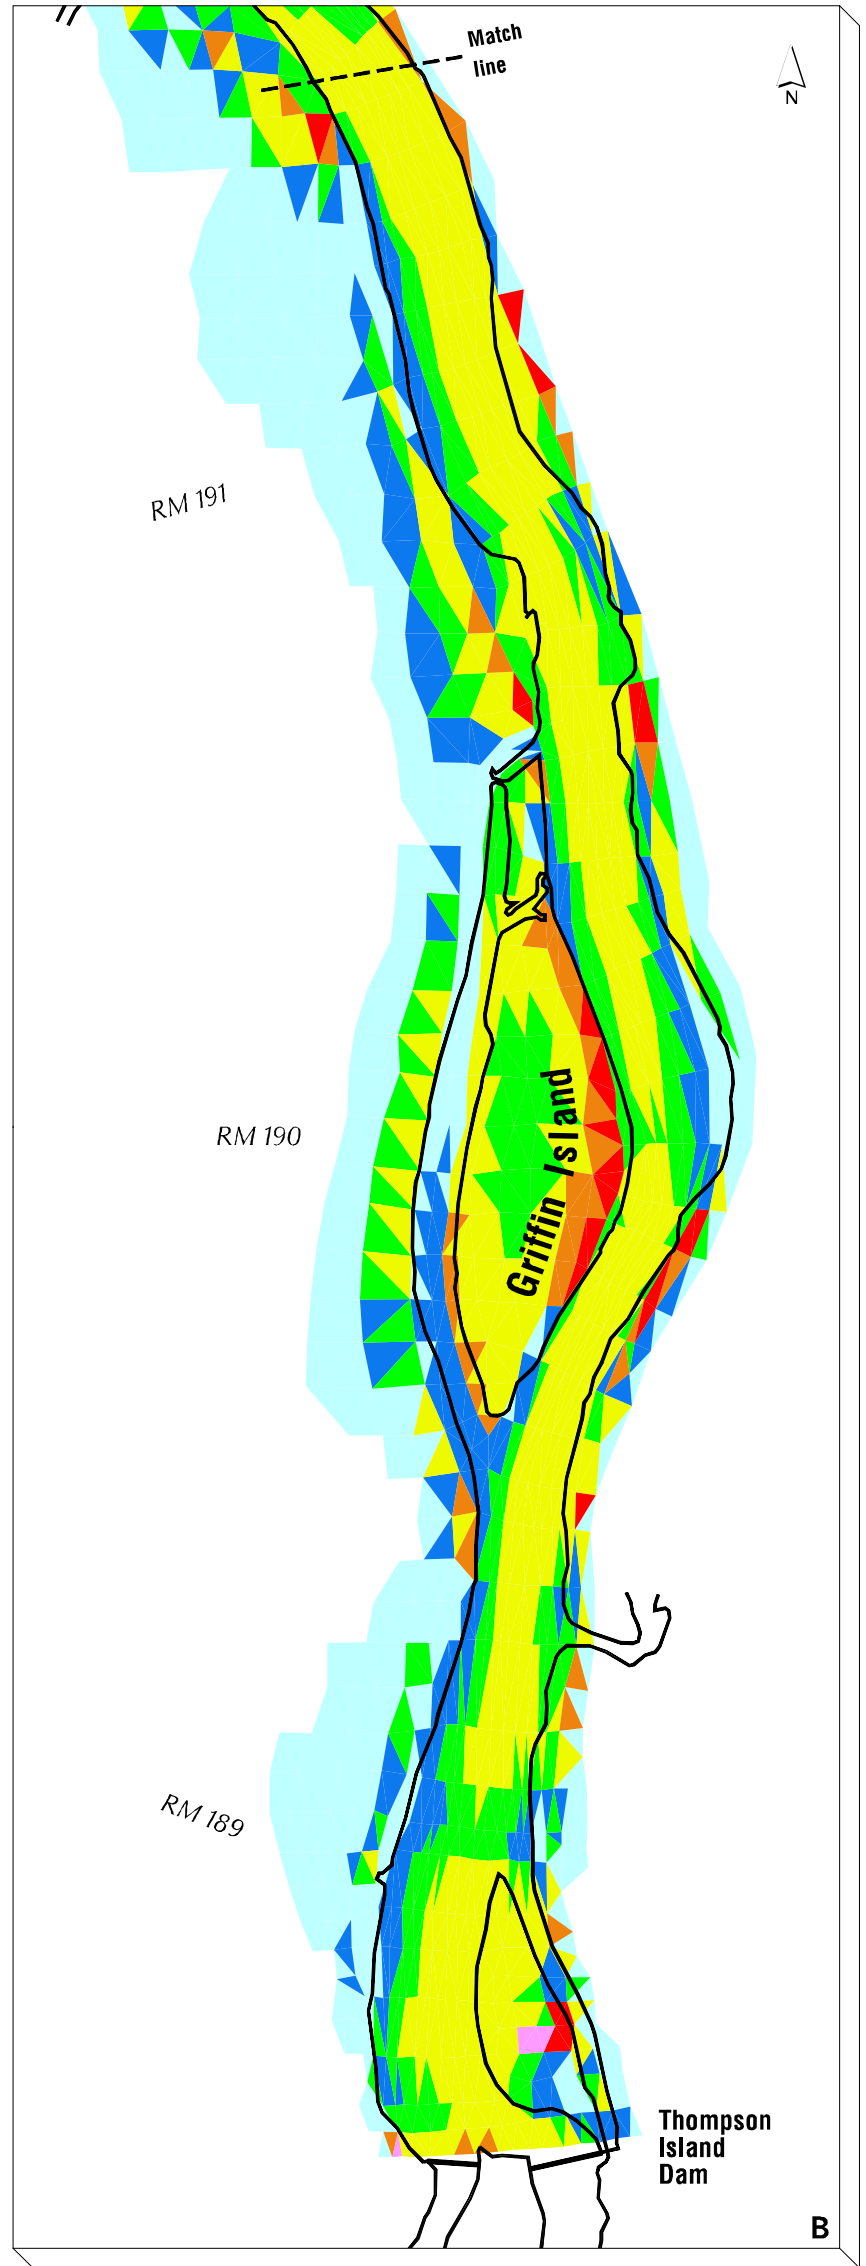 Match
line
N
RM 191
RM 190
Griffin Island
RM 189
Thompson
Island
Dam
B